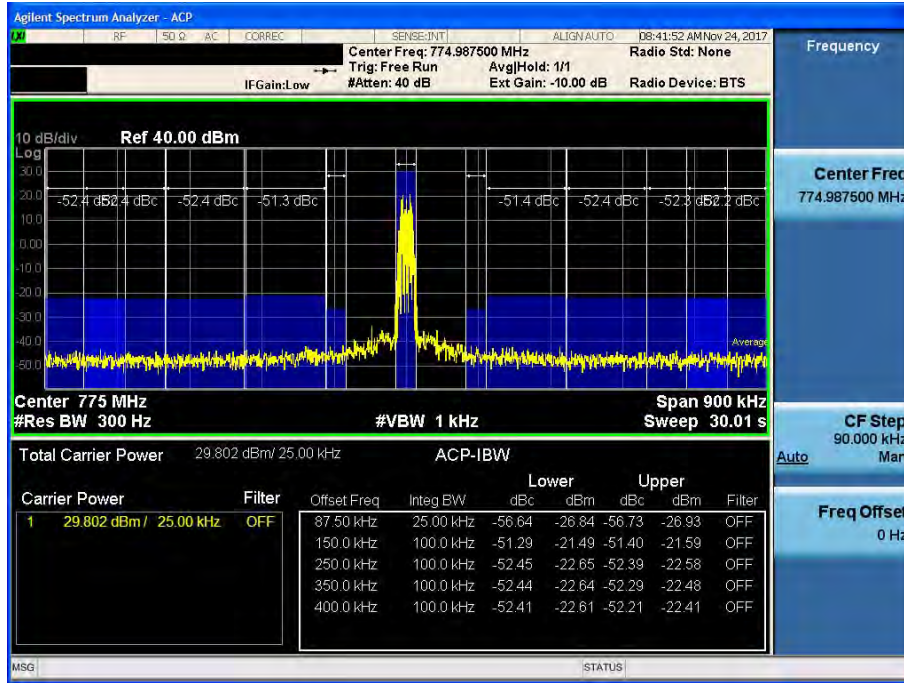 Agilent Spectrum Analyzer - ACP
LXI RF 50 Ω AC CORREC SENSE:INT ALIGN AUTO 08:41:52 AM Nov 24, 2017
Center Freq: 774.987500 MHz Radio Std: None
Trig: Free Run Avg|Hold: 1/1
IFGain:Low #Atten: 40 dB Ext Gain: -10.00 dB Radio Device: BTS
Frequency
10 dB/div Ref 40.00 dBm
Log
30.0
20.0
10.0
0.00
-10.0
-20.0
-30.0
-40.0
-50.0
-52.4 dBc -52.4 dBc -51.3 dBc -51.4 dBc -52.4 dBc -52.3 -52.2 dBc
Average
Center 775 MHz Span 900 kHz
#Res BW 300 Hz #VBW 1 kHz Sweep 30.01 s
Center Freq
774.987500 MHz
CF Step
90.000 kHz
Auto Man
Freq Offset
0 Hz
Total Carrier Power 29.802 dBm/ 25.00 kHz ACP-IBW
Lower Upper
Carrier Power Filter Offset Freq Integ BW dBc dBm dBc dBm Filter
1 29.802 dBm / 25.00 kHz OFF 87.50 kHz 25.00 kHz -56.64 -26.84 -56.73 -26.93 OFF
150.0 kHz 100.0 kHz -51.29 -21.49 -51.40 -21.59 OFF
250.0 kHz 100.0 kHz -52.45 -22.65 -52.39 -22.58 OFF
350.0 kHz 100.0 kHz -52.44 -22.64 -52.29 -22.48 OFF
400.0 kHz 100.0 kHz -52.41 -22.61 -52.21 -22.41 OFF
MSG STATUS